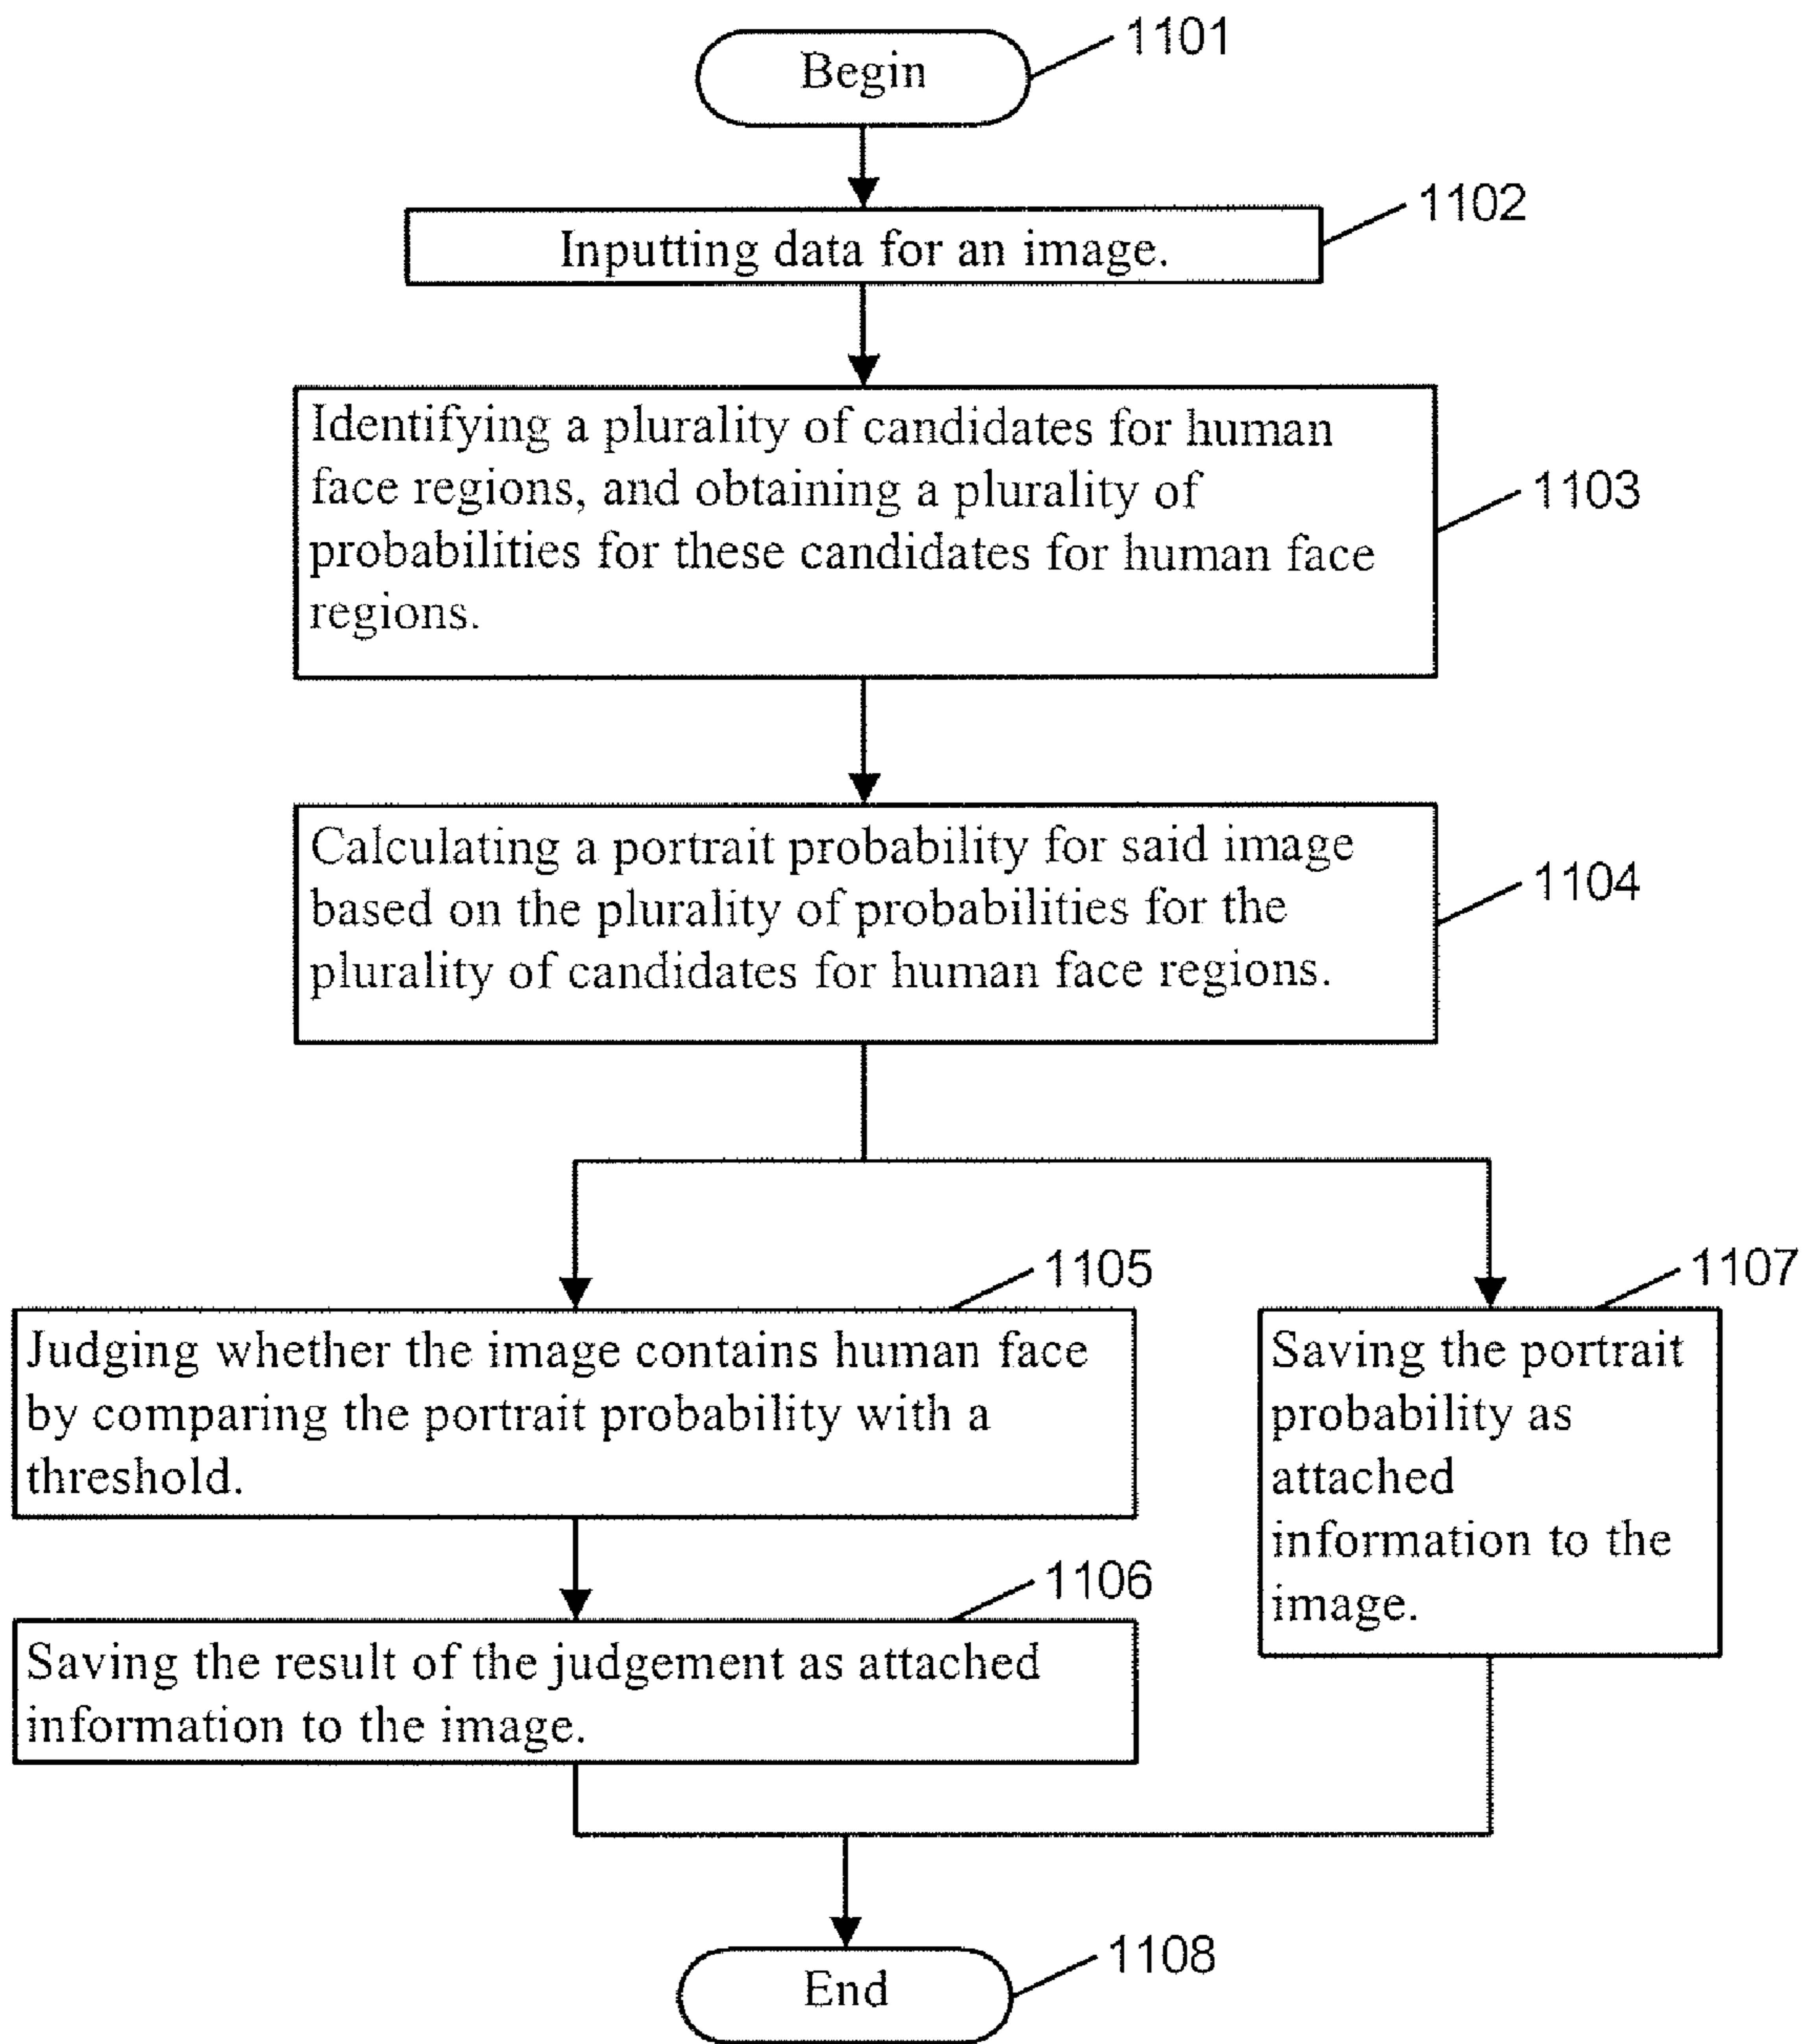 1101
Begin
1102
Inputting data for an image.
Identifying a plurality of candidates for human
face regions, and obtaining a plurality of
1103
probabilities for these candidates for human face
regions.
Calculating a portrait probability for said image
1104
based on the plurality of probabilities for the
plurality of candidates for human face regions.
1105
1107
Judging whether the image contains human face
by comparing the portrait probability with a
threshold.
Saving the portrait
probability as
attached
information to the
image.
1106
Saving the result of the judgement as attached
information to the image.
1108
End